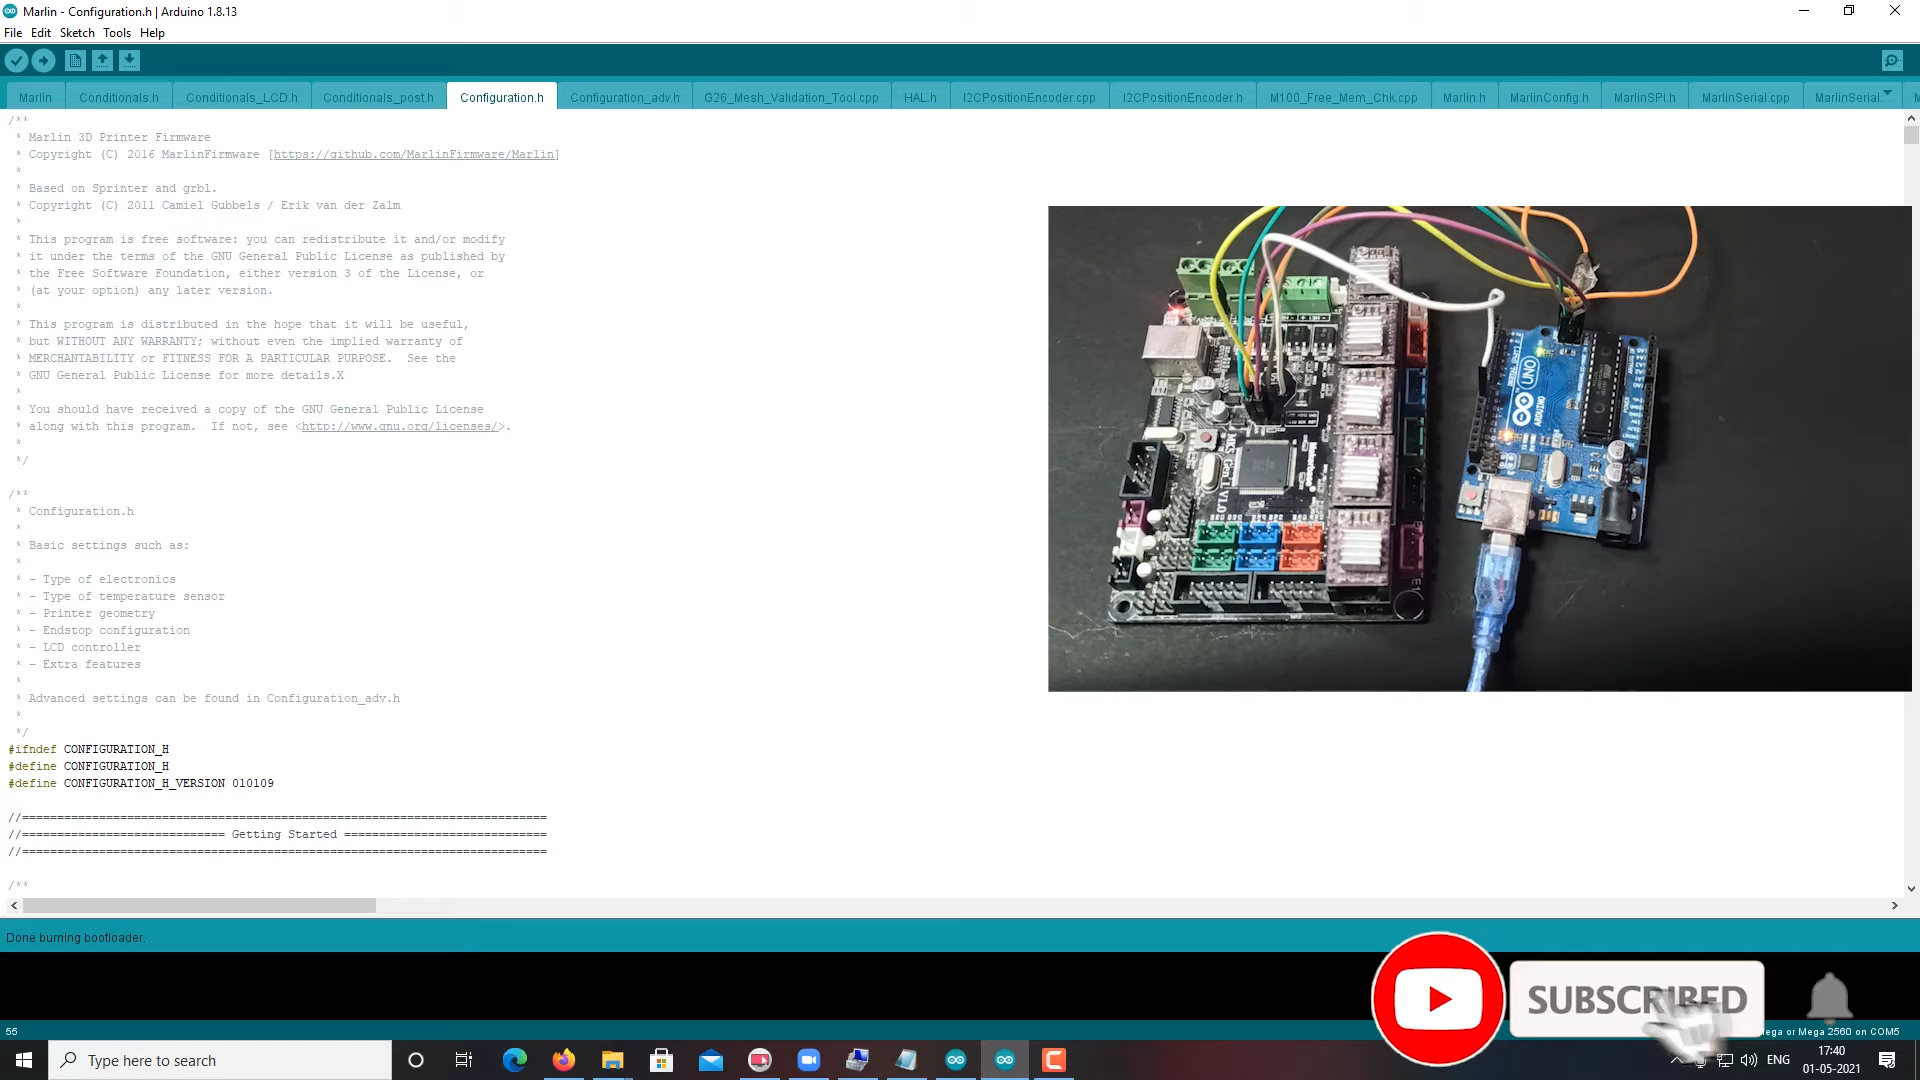 Marlin - Configuration.h | Arduino 1.8.13
File Edit Sketch Tools Help
Marlin Conditionals.h Conditionals_LCD.h Conditionals_post.h Configuration.h Configuration_adv.h G26_Mesh_Validation_Tool.cpp HAL.h I2CPositionEncoder.cpp I2CPositionEncoder.h M100_Free_Mem_Chk.cpp Marlin.h MarlinConfig.h MarlinSPI.h MarlinSerial.cpp MarlinSerial...
/**
* Marlin 3D Printer Firmware
* Copyright (C) 2016 MarlinFirmware [https://github.com/MarlinFirmware/Marlin]
*
* Based on Sprinter and grbl.
* Copyright (C) 2011 Camiel Gubbels / Erik van der Zalm
*
* This program is free software: you can redistribute it and/or modify
* it under the terms of the GNU General Public License as published by
* the Free Software Foundation, either version 3 of the License, or
* (at your option) any later version.
*
* This program is distributed in the hope that it will be useful,
* but WITHOUT ANY WARRANTY; without even the implied warranty of
* MERCHANTABILITY or FITNESS FOR A PARTICULAR PURPOSE.  See the
* GNU General Public License for more details.X
*
* You should have received a copy of the GNU General Public License
* along with this program.  If not, see <http://www.gnu.org/licenses/>.
*
*/
/**
* Configuration.h
*
* Basic settings such as:
*
* - Type of electronics
* - Type of temperature sensor
* - Printer geometry
* - Endstop configuration
* - LCD controller
* - Extra features
*
* Advanced settings can be found in Configuration_adv.h
*
*/
#ifndef CONFIGURATION_H
#define CONFIGURATION_H
#define CONFIGURATION_H_VERSION 010109
//===========================================================================
//============================= Getting Started =============================
//===========================================================================
/**
MKS Gen_L V1.0
UNO
ARDUINO
Done burning bootloader.
SUBSCRIBED
55
or Mega 2560 on COM5
Type here to search
ENG
17:40
01-05-2021